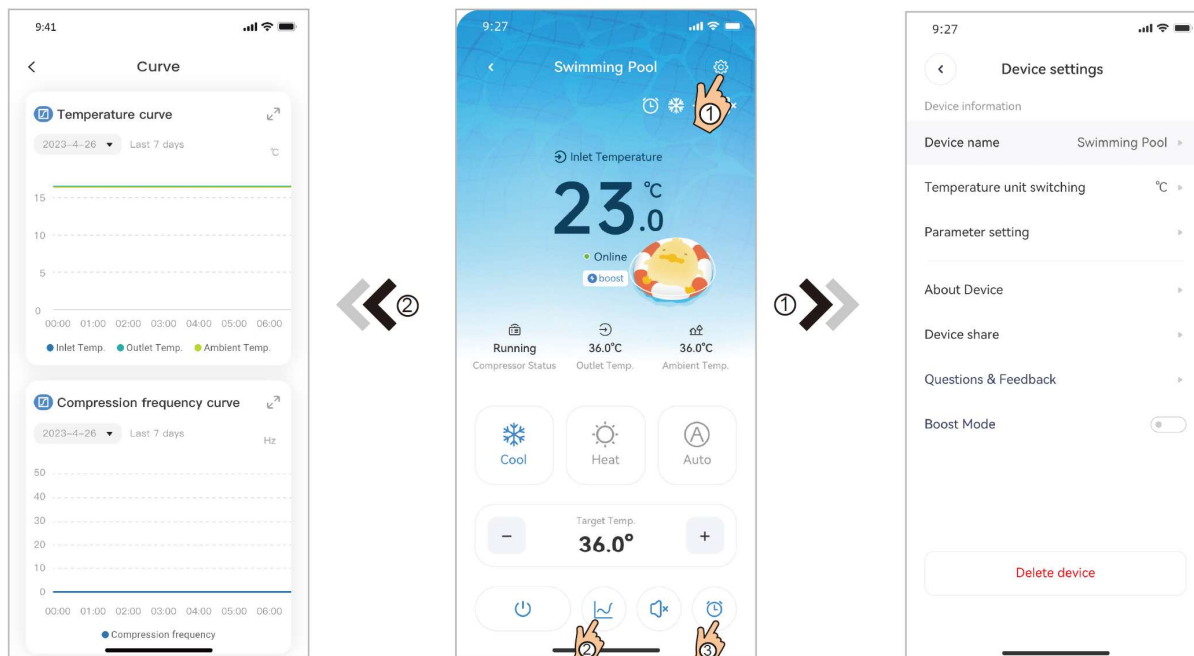 9:41
Curve
Temperature curve
2023-4-26 ▼ Last 7 days
℃
15
10
5
0
00:00 01:00 02:00 03:00 04:00 05:00 06:00
Inlet Temp. Outlet Temp. Ambient Temp.
Compression frequency curve
2023-4-26 ▼ Last 7 days
Hz
50
40
30
20
10
0
00:00 01:00 02:00 03:00 04:00 05:00 06:00
Compression frequency
②
9:27
Swimming Pool
①
Inlet Temperature
23.0℃
Online
boost
Running 36.0°C 36.0°C
Compressor Status Outlet Temp. Ambient Temp.
Cool Heat Auto
A
Target Temp.
− 36.0° +
② ③
①
9:27
Device settings
Device information
Device name Swimming Pool
Temperature unit switching ℃
Parameter setting
About Device
Device share
Questions & Feedback
Boost Mode
Delete device